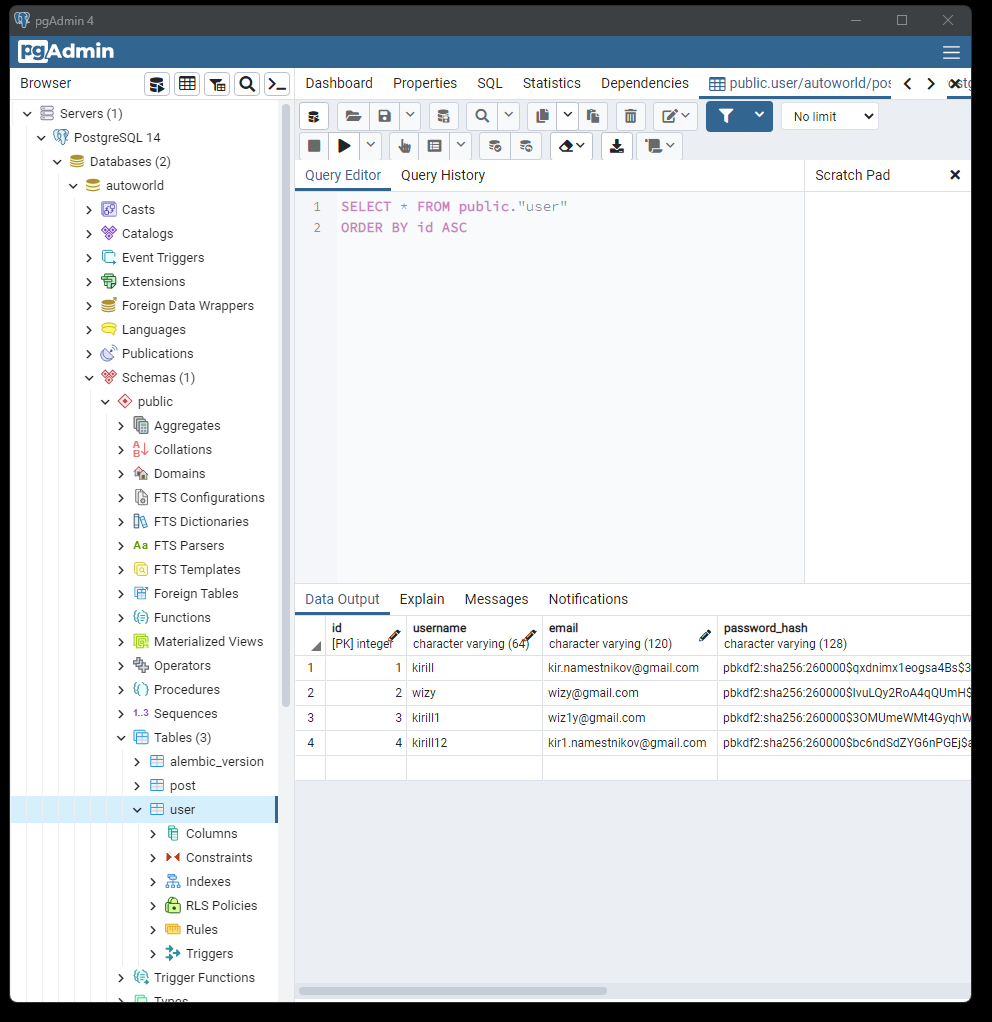 pgAdmin 4
pgAdmin
Browser
Dashboard Properties SQL Statistics Dependencies public.user/autoworld/pos
No limit
Servers (1)
PostgreSQL 14
Databases (2)
autoworld
Casts
Catalogs
Event Triggers
Extensions
Foreign Data Wrappers
Languages
Publications
Schemas (1)
public
Aggregates
Collations
Domains
FTS Configurations
FTS Dictionaries
Aa FTS Parsers
FTS Templates
Foreign Tables
Functions
Materialized Views
Operators
Procedures
1..3 Sequences
Tables (3)
alembic_version
post
user
Columns
Constraints
Indexes
RLS Policies
Rules
Triggers
Trigger Functions
Types
Query Editor Query History
Scratch Pad
1 SELECT * FROM public."user"
2 ORDER BY id ASC
Data Output Explain Messages Notifications
id username email password_hash
[PK] integer character varying (64) character varying (120) character varying (128)
1 1 kirill kir.namestnikov@gmail.com pbkdf2:sha256:260000$qxdnimx1eogsa4Bs$3
2 2 wizy wizy@gmail.com pbkdf2:sha256:260000$lvuLQy2RoA4qQUmH$
3 3 kirill1 wiz1y@gmail.com pbkdf2:sha256:260000$3OMUmeWMt4GyqhW
4 4 kirill12 kir1.namestnikov@gmail.com pbkdf2:sha256:260000$bc6ndSdZYG6nPGEj$a